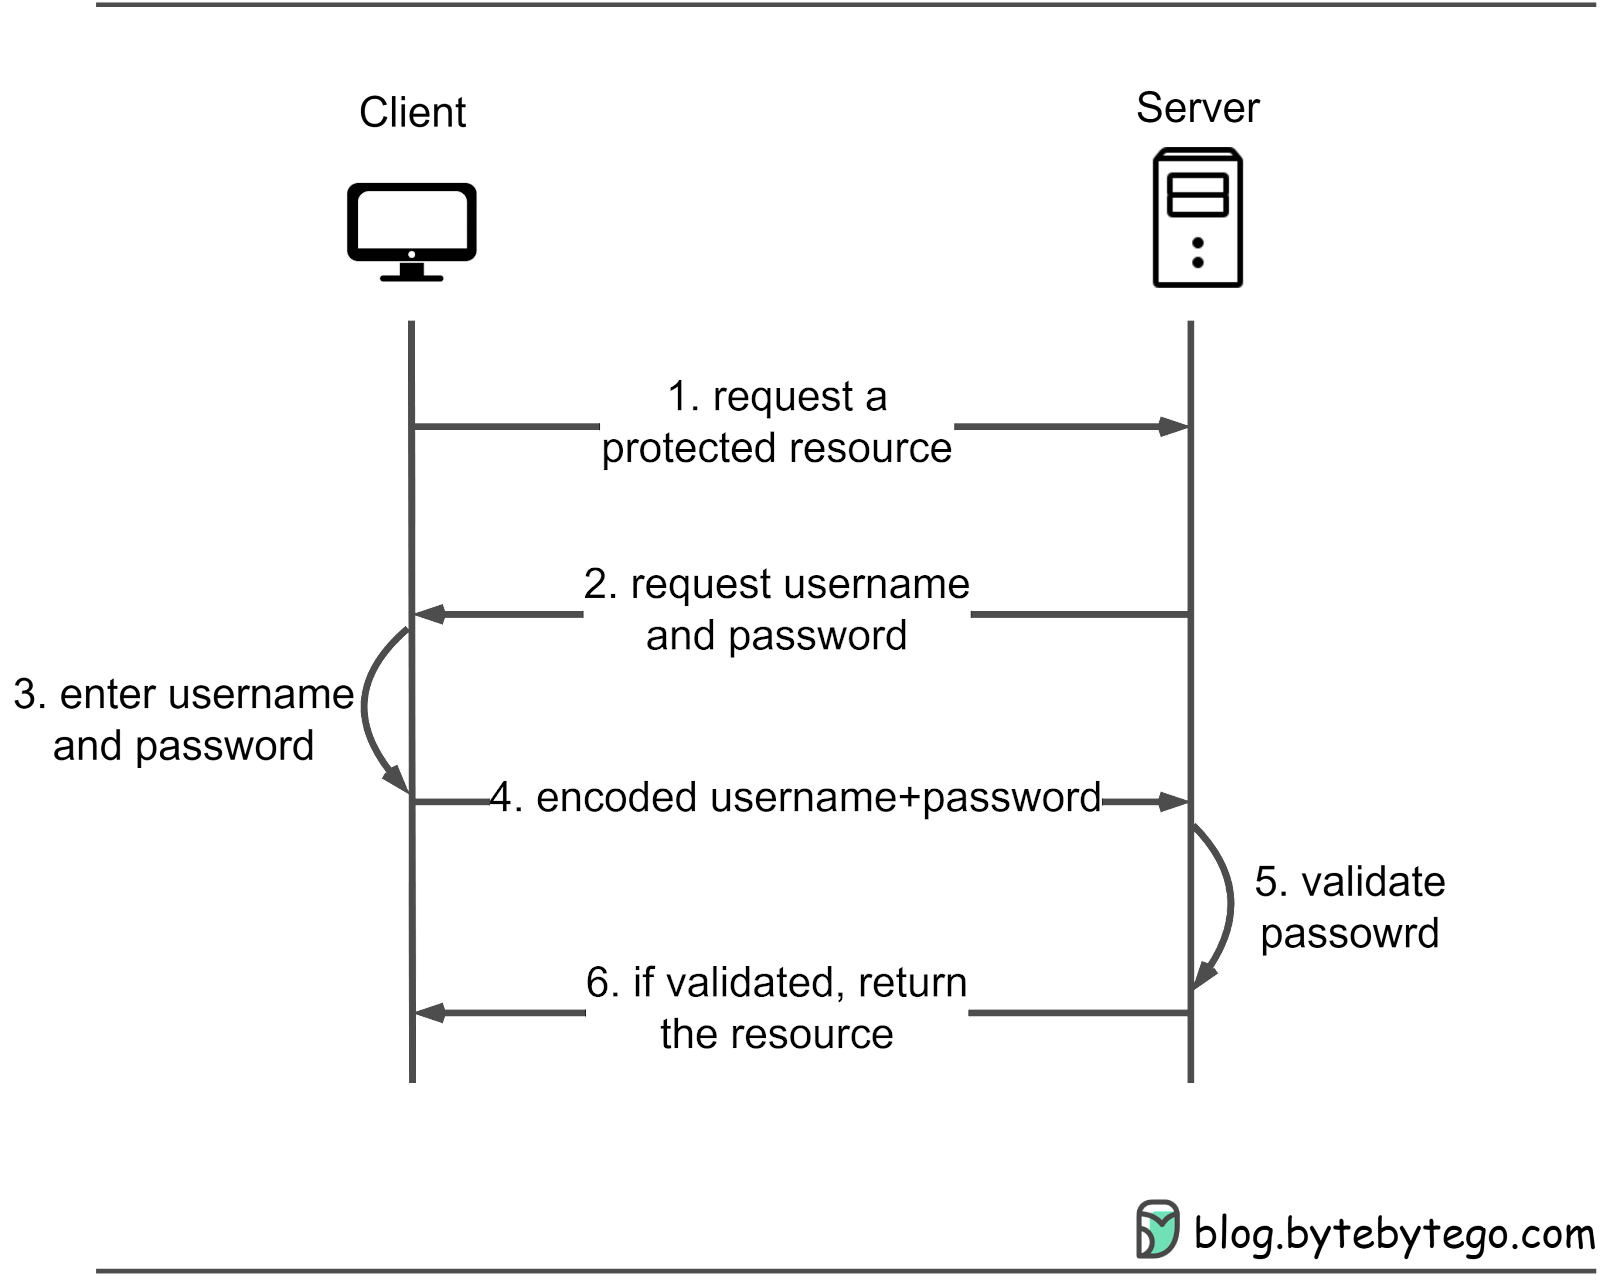 Client
Server
1. request a
protected resource
2. request username
and password
3. enter username
and password
4. encoded username+password
5. validate
passowrd
6. if validated, return
the resource
blog.bytebytego.com